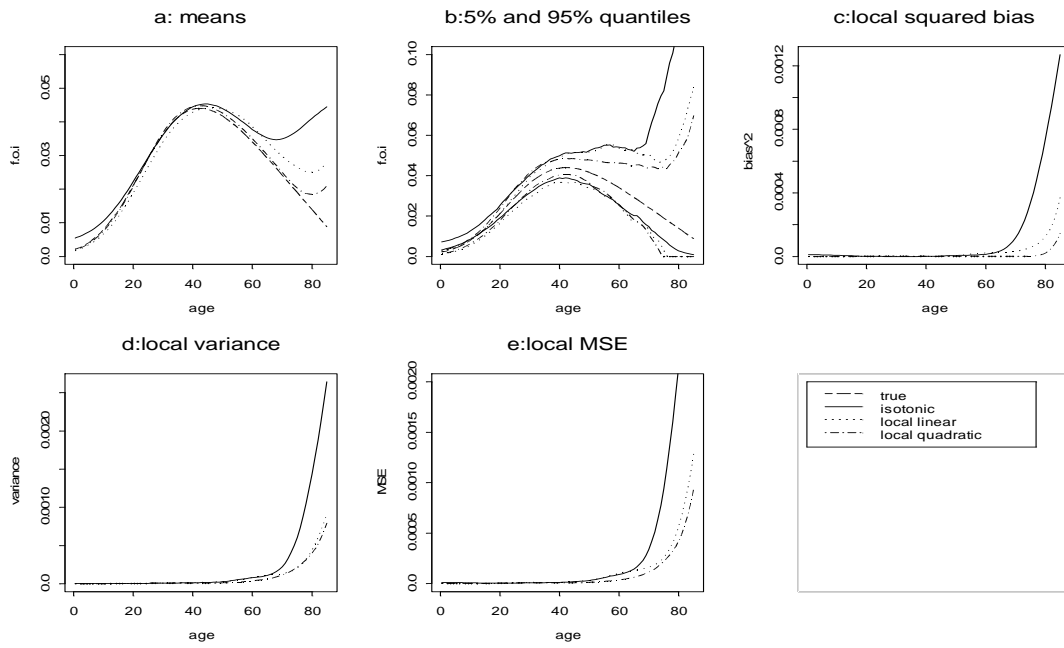 a: means
f.o.i
0.05
0.03
0.01
0.0
0 20 40 60 80
age
b:5% and 95% quantiles
f.o.i
0.10
0.08
0.06
0.04
0.02
0.0
0 20 40 60 80
age
c:local squared bias
bias^2
0.0012
0.0008
0.0004
0.0
0 20 40 60 80
age
d:local variance
variance
0.0020
0.0010
0.0
0 20 40 60 80
age
e:local MSE
MSE
0.0020
0.0015
0.0010
0.0005
0.0
0 20 40 60 80
age
true
isotonic
local linear
local quadratic